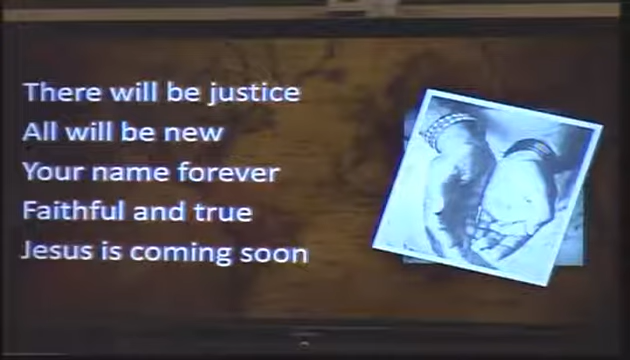 There will be justice
All will be new
Your name forever
Faithful and true
Jesus is coming soon